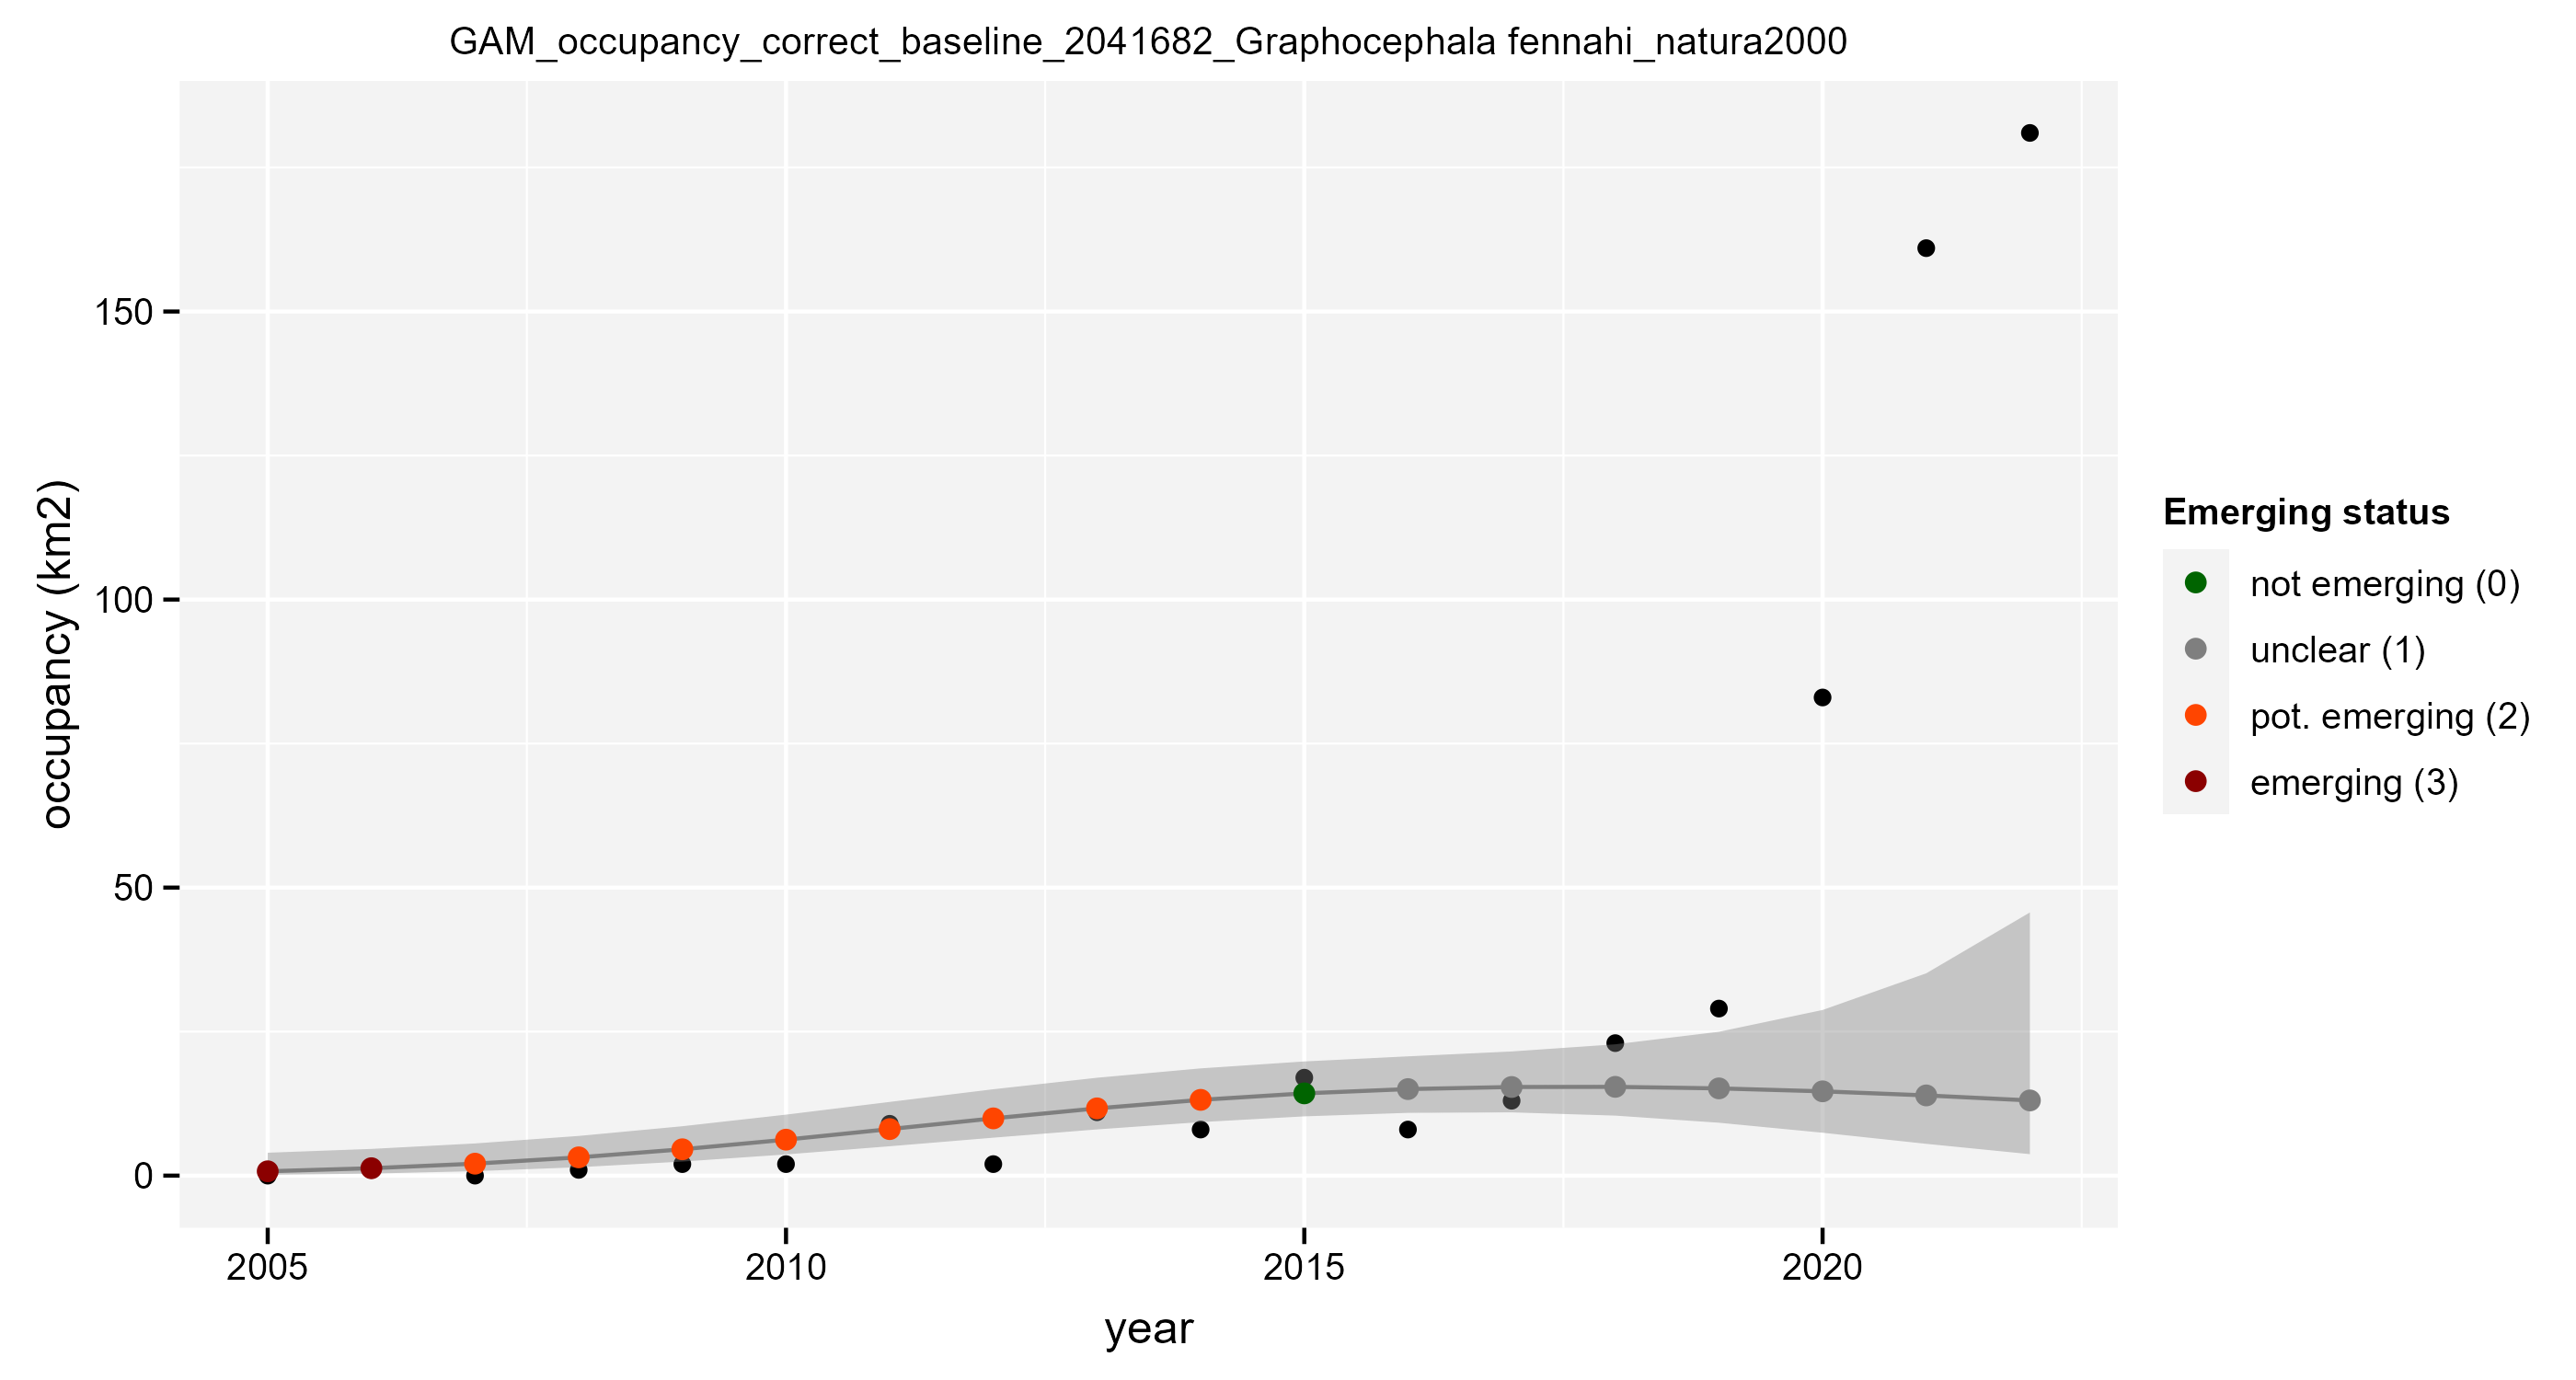 GAM_occupancy_correct_baseline_2041682_Graphocephala fennahi_natura2000
occupancy (km2)
150
100
50
0
2005
2010
2015
2020
year
Emerging status
not emerging (0)
unclear (1)
pot. emerging (2)
emerging (3)